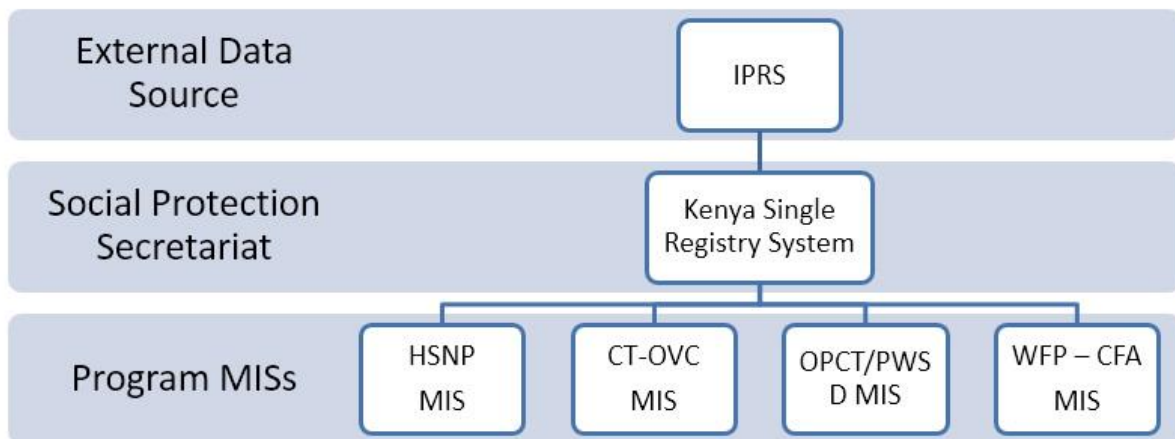 External Data
Source
IPRS
Social Protection
Secretariat
Kenya Single
Registry System
Program MISs
HSNP
MIS
CT-OVC
MIS
OPCT/PWS
D MIS
WFP – CFA
MIS